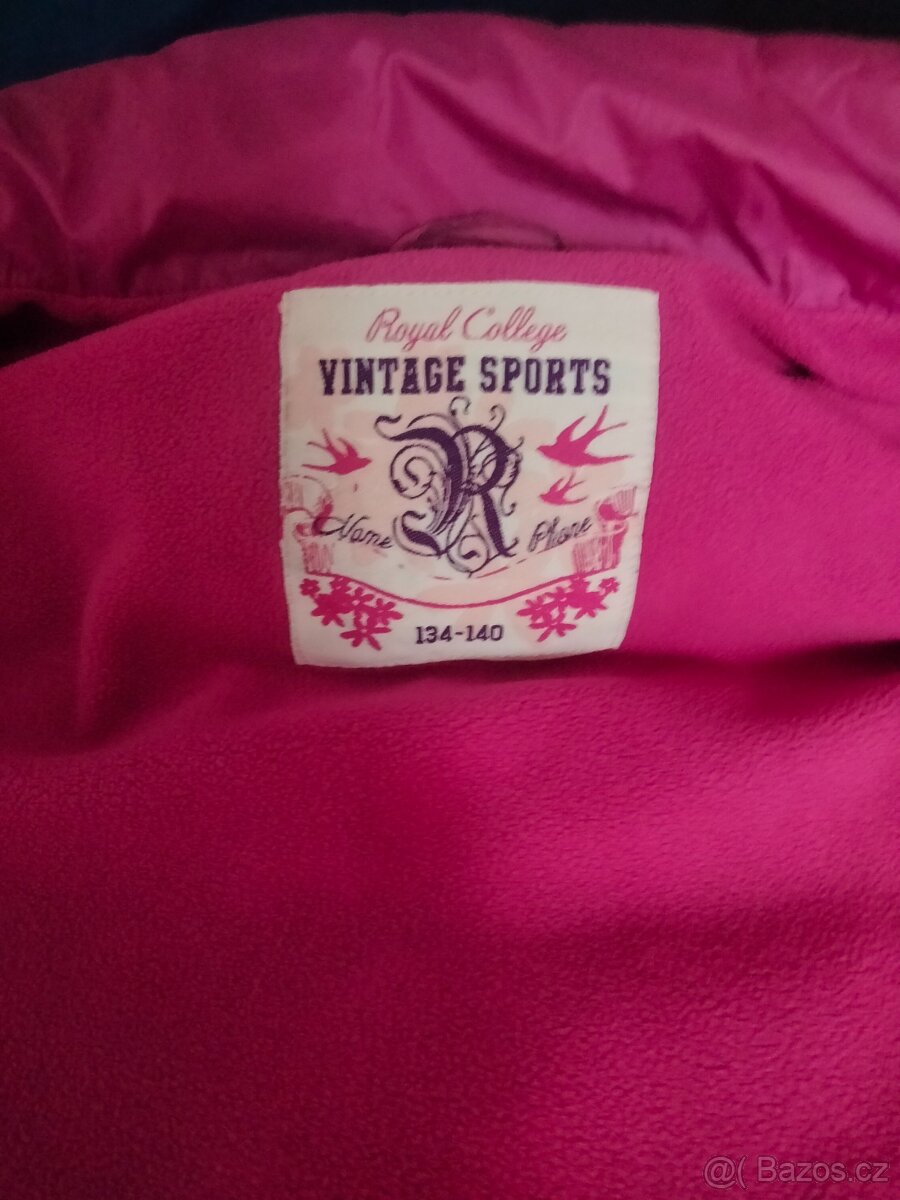 Royal College
VINTAGE SPORTS
R
Name Phone
134-140
@( Bazos.cz